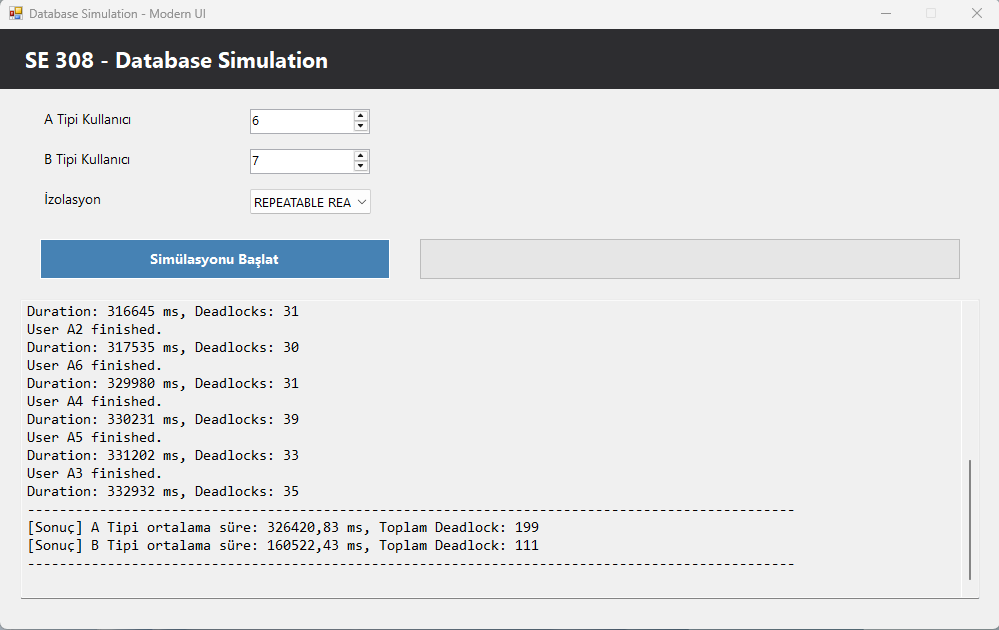 Database Simulation - Modern UI
SE 308 - Database Simulation
A Tipi Kullanıcı
6
B Tipi Kullanıcı
7
İzolasyon
REPEATABLE REA
Simülasyonu Başlat
Duration: 316645 ms, Deadlocks: 31
User A2 finished.
Duration: 317535 ms, Deadlocks: 30
User A6 finished.
Duration: 329980 ms, Deadlocks: 31
User A4 finished.
Duration: 330231 ms, Deadlocks: 39
User A5 finished.
Duration: 331202 ms, Deadlocks: 33
User A3 finished.
Duration: 332932 ms, Deadlocks: 35
------------------------------------------------------------------------------------------------
[Sonuç] A Tipi ortalama süre: 326420,83 ms, Toplam Deadlock: 199
[Sonuç] B Tipi ortalama süre: 160522,43 ms, Toplam Deadlock: 111
------------------------------------------------------------------------------------------------